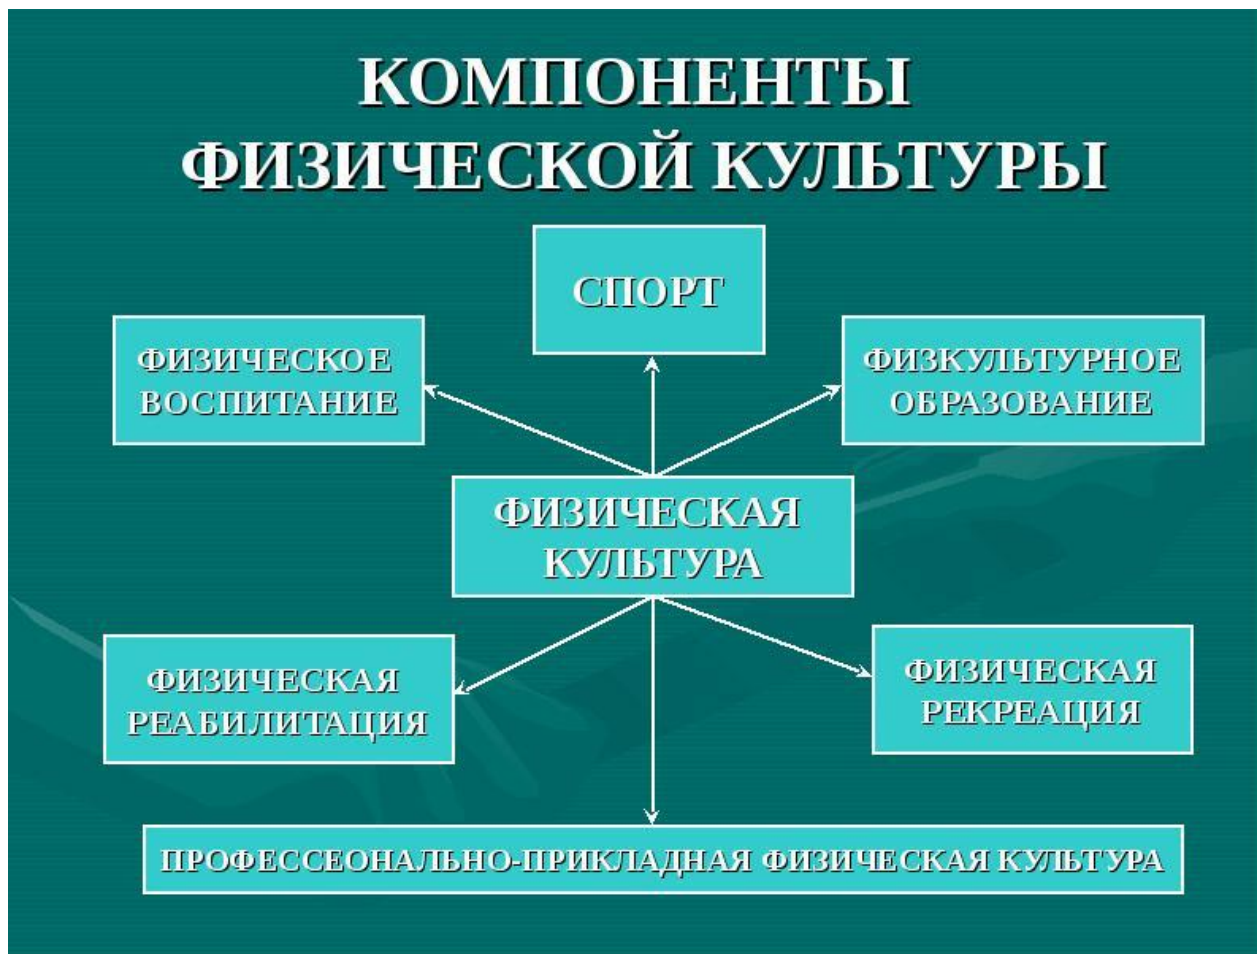 КОМПОНЕНТЫ
ФИЗИЧЕСКОЙ КУЛЬТУРЫ
СПОРТ
ФИЗИЧЕСКОЕ
ВОСПИТАНИЕ
ФИЗКУЛЬТУРНОЕ
ОБРАЗОВАНИЕ
ФИЗИЧЕСКАЯ
КУЛЬТУРА
ФИЗИЧЕСКАЯ
РЕАБИЛИТАЦИЯ
ФИЗИЧЕСКАЯ
РЕКРЕАЦИЯ
ПРОФЕССЕОНАЛЬНО-ПРИКЛАДНАЯ ФИЗИЧЕСКАЯ КУЛЬТУРА